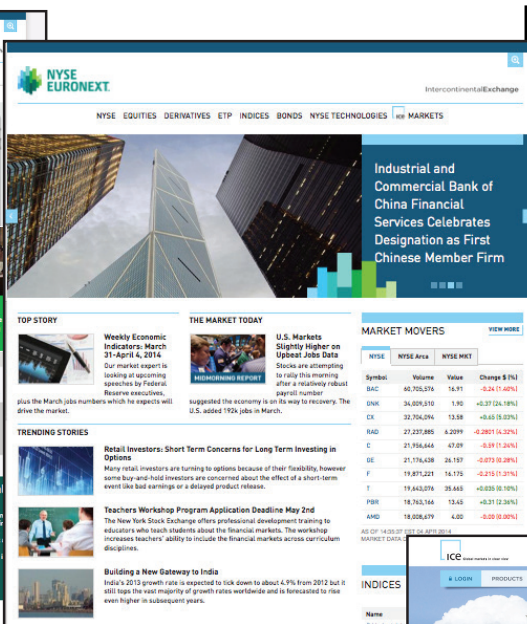 NYSE
EURONEXT.
IntercontinentalExchange
NYSE EQUITIES DERIVATIVES ETP INDICES BONDS NYSE TECHNOLOGIES MARKETS
Industrial and
Commercial Bank of
China Financial
Services Celebrates
Designation as First
Chinese Member Firm
TOP STORY
Weekly Economic
Indicators: March
31-April 4, 2014
Our market expert is
looking at upcoming
speeches by Federal
Reserve executives,
plus the March jobs numbers which he expects will
drive the market.
THE MARKET TODAY
MIDMORNING REPORT
U.S. Markets
Slightly Higher on
Upbeat Jobs Data
Stocks are attempting
to rally this morning
after a relatively robust
payroll number
suggested the economy is on its way to recovery. The
U.S. added 192k jobs in March.
TRENDING STORIES
Retail Investors: Short Term Concerns for Long Term Investing in
Options
Many retail investors are turning to options because of their flexibility, however
some buy-and-hold investors are concerned about the effect of a short-term
event like bad earnings or a delayed product release.
Teachers Workshop Program Application Deadline May 2nd
The New York Stock Exchange offers professional development training to
educators who teach students about the financial markets. The workshop
increases teachers' ability to include the financial markets across curriculum
disciplines.
Building a New Gateway to India
India's 2013 growth rate is expected to tick down to about 4.9% from 2012 but it
still tops the vast majority of growth rates worldwide and is forecasted to rise
even higher in subsequent years.
MARKET MOVERS VIEW MORE
NYSE NYSE Arca NYSE MKT
Symbol Volume Value Change $ (%)
BAC 60,705,576 16.91 -0.24 (1.40%)
GNK 34,009,510 1.90 +0.37 (24.18%)
CX 32,704,094 13.58 +0.65 (5.03%)
RAD 27,237,885 6.2099 -0.2801 (4.32%)
C 21,956,646 47.09 -0.59 (1.24%)
GE 21,176,438 26.157 -0.073 (0.28%)
F 19,871,221 16.175 -0.215 (1.31%)
T 19,643,076 35.665 +0.035 (0.10%)
PBR 18,763,166 13.45 +0.31 (2.36%)
AMD 18,008,679 4.00 -0.00 (0.00%)
AS OF 14:35:07 EST 04 APR 2014
MARKET DATA
INDICES
Name
ice
LOGIN PRODUCTS